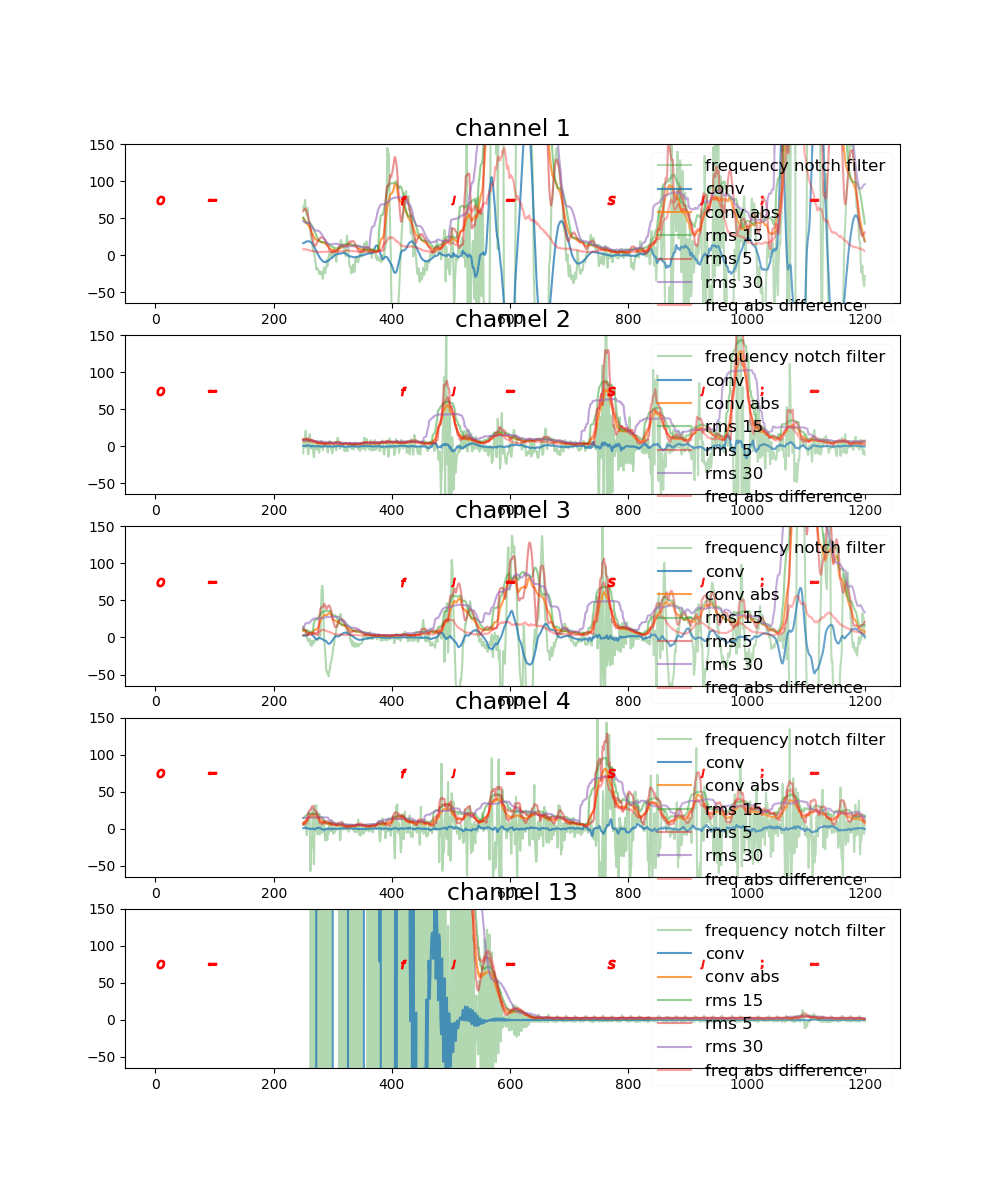 channel 1
150
100
50
0
−50
O – f J – S J ; –
frequency notch filter
conv
conv abs
rms 15
rms 5
rms 30
freq abs difference
0 200 400 600 800 1000 1200
channel 2
150
100
50
0
−50
O – f J – S J ; –
frequency notch filter
conv
conv abs
rms 15
rms 5
rms 30
freq abs difference
0 200 400 600 800 1000 1200
channel 3
150
100
50
0
−50
O – f J – S J ; –
frequency notch filter
conv
conv abs
rms 15
rms 5
rms 30
freq abs difference
0 200 400 600 800 1000 1200
channel 4
150
100
50
0
−50
O – f J – S J ; –
frequency notch filter
conv
conv abs
rms 15
rms 5
rms 30
freq abs difference
0 200 400 600 800 1000 1200
channel 13
150
100
50
0
−50
O – f J – S J ; –
frequency notch filter
conv
conv abs
rms 15
rms 5
rms 30
freq abs difference
0 200 400 600 800 1000 1200